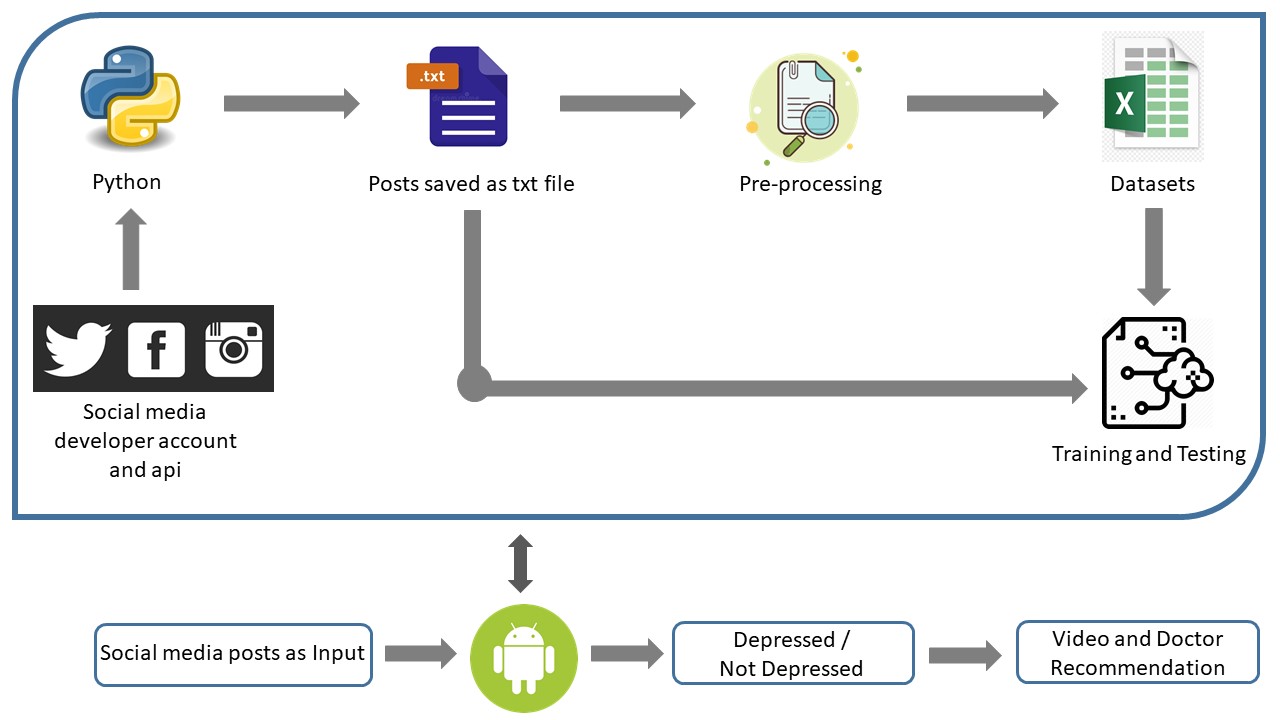 .txt
X
Python
Posts saved as txt file
Pre-processing
Datasets
f
Social media
developer account
and api
Training and Testing
Social media posts as Input
Depressed /
Not Depressed
Video and Doctor
Recommendation